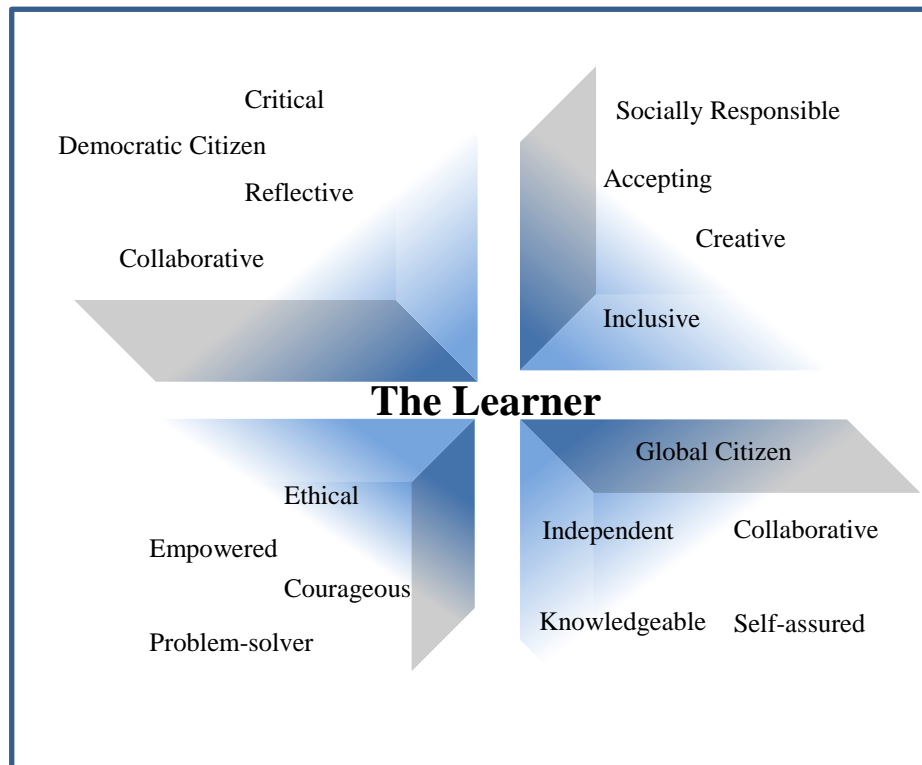 Critical
Socially Responsible
Democratic Citizen
Accepting
Reflective
Creative
Collaborative
Inclusive
The Learner
Global Citizen
Ethical
Independent
Collaborative
Empowered
Courageous
Knowledgeable
Self-assured
Problem-solver